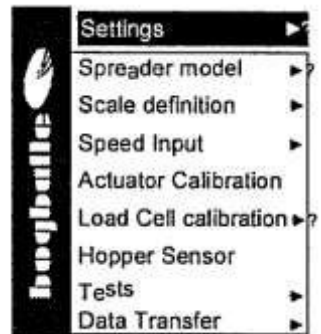 Settings ►?
Spreader model ►?
Scale definition ►
Speed Input ►
Actuator Calibration
Load Cell calibration ►?
Hopper Sensor
Tests ►
Data Transfer ►
bogballe